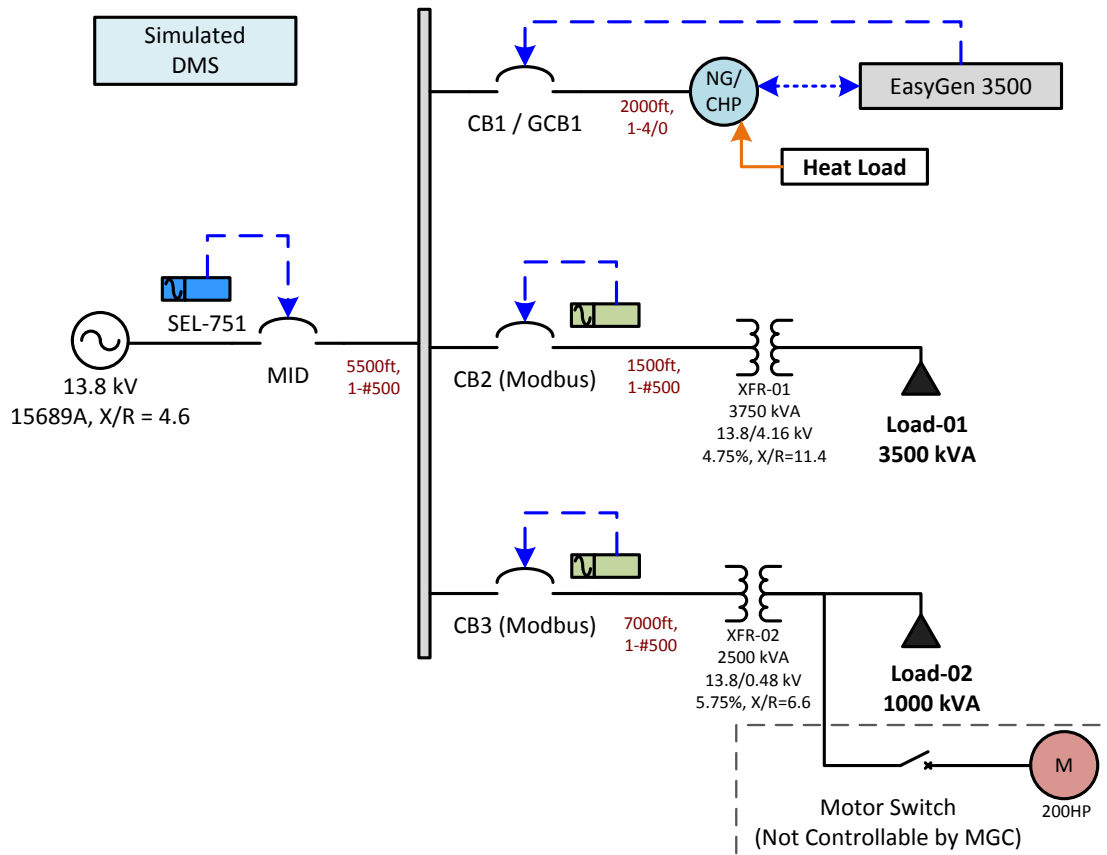 Simulated
DMS
CB1 / GCB1
2000ft,
1-4/0
NG/
CHP
EasyGen 3500
Heat Load
SEL-751
MID
13.8 kV
15689A, X/R = 4.6
5500ft,
1-#500
CB2 (Modbus)
1500ft,
1-#500
XFR-01
3750 kVA
13.8/4.16 kV
4.75%, X/R=11.4
Load-01
3500 kVA
CB3 (Modbus)
7000ft,
1-#500
XFR-02
2500 kVA
13.8/0.48 kV
5.75%, X/R=6.6
Load-02
1000 kVA
M
200HP
Motor Switch
(Not Controllable by MGC)